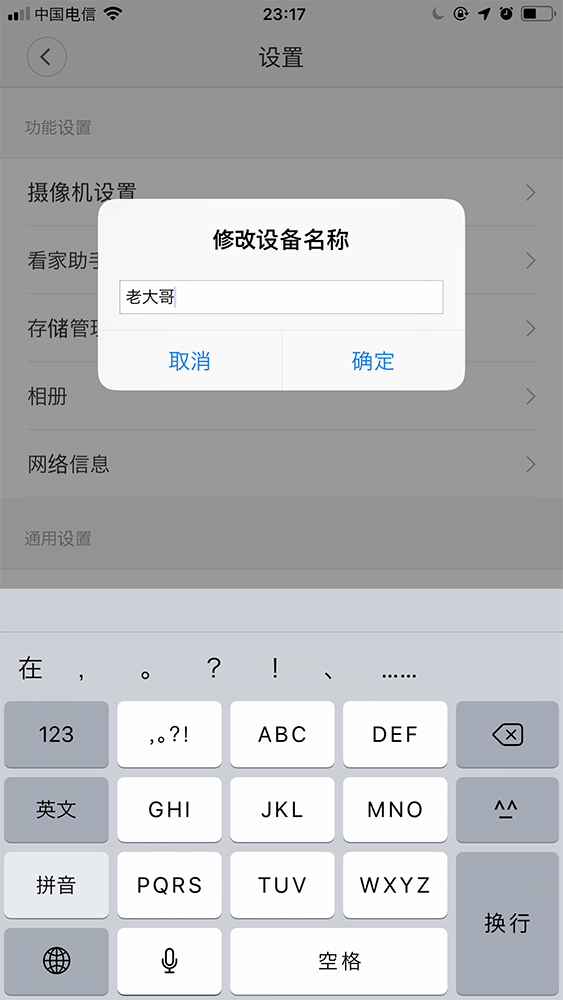 中国电信 23:17
设置
功能设置
摄像机设置
修改设备名称
看家助手
老大哥
存储管理
取消 确定
相册
网络信息
通用设置
在 , 。 ? ! 、 ……
123 ,。?! ABC DEF
英文 GHI JKL MNO ^^
拼音 PQRS TUV WXYZ
换行
空格